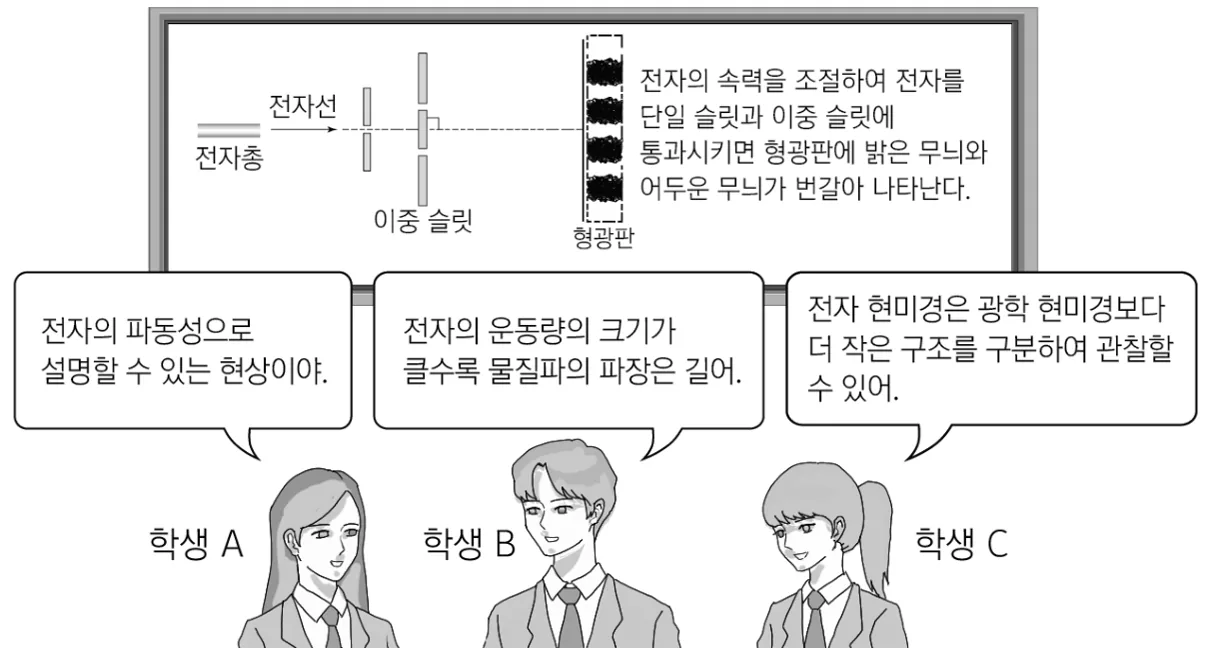 전자선
전자총
이중 슬릿
형광판
전자의 속력을 조절하여 전자를
단일 슬릿과 이중 슬릿에
통과시키면 형광판에 밝은 무늬와
어두운 무늬가 번갈아 나타난다.
전자의 파동성으로
설명할 수 있는 현상이야.
전자의 운동량의 크기가
클수록 물질파의 파장은 길어.
전자 현미경은 광학 현미경보다
더 작은 구조를 구분하여 관찰할
수 있어.
학생 A
학생 B
학생 C